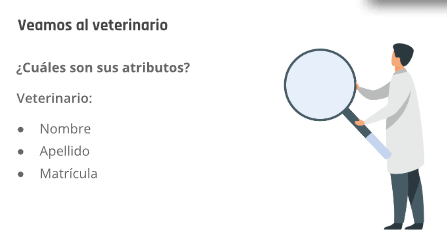 Veamos al veterinario
¿Cuáles son sus atributos?
Veterinario:
● Nombre
● Apellido
● Matrícula